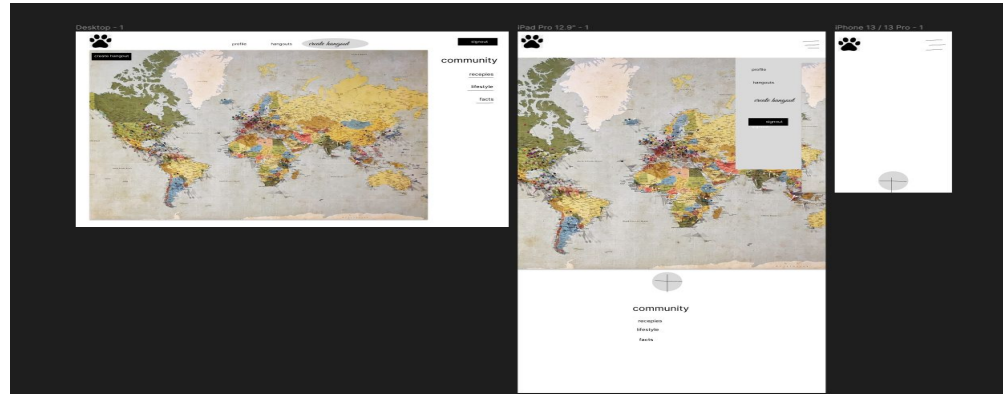 Desktop - 1
profile
hangouts
create hangout
signout
create hangout
community
recepies
lifestyle
facts
iPad Pro 12.9" - 1
profile
hangouts
create hangout
signout
community
recepies
lifestyle
facts
iPhone 13 / 13 Pro - 1